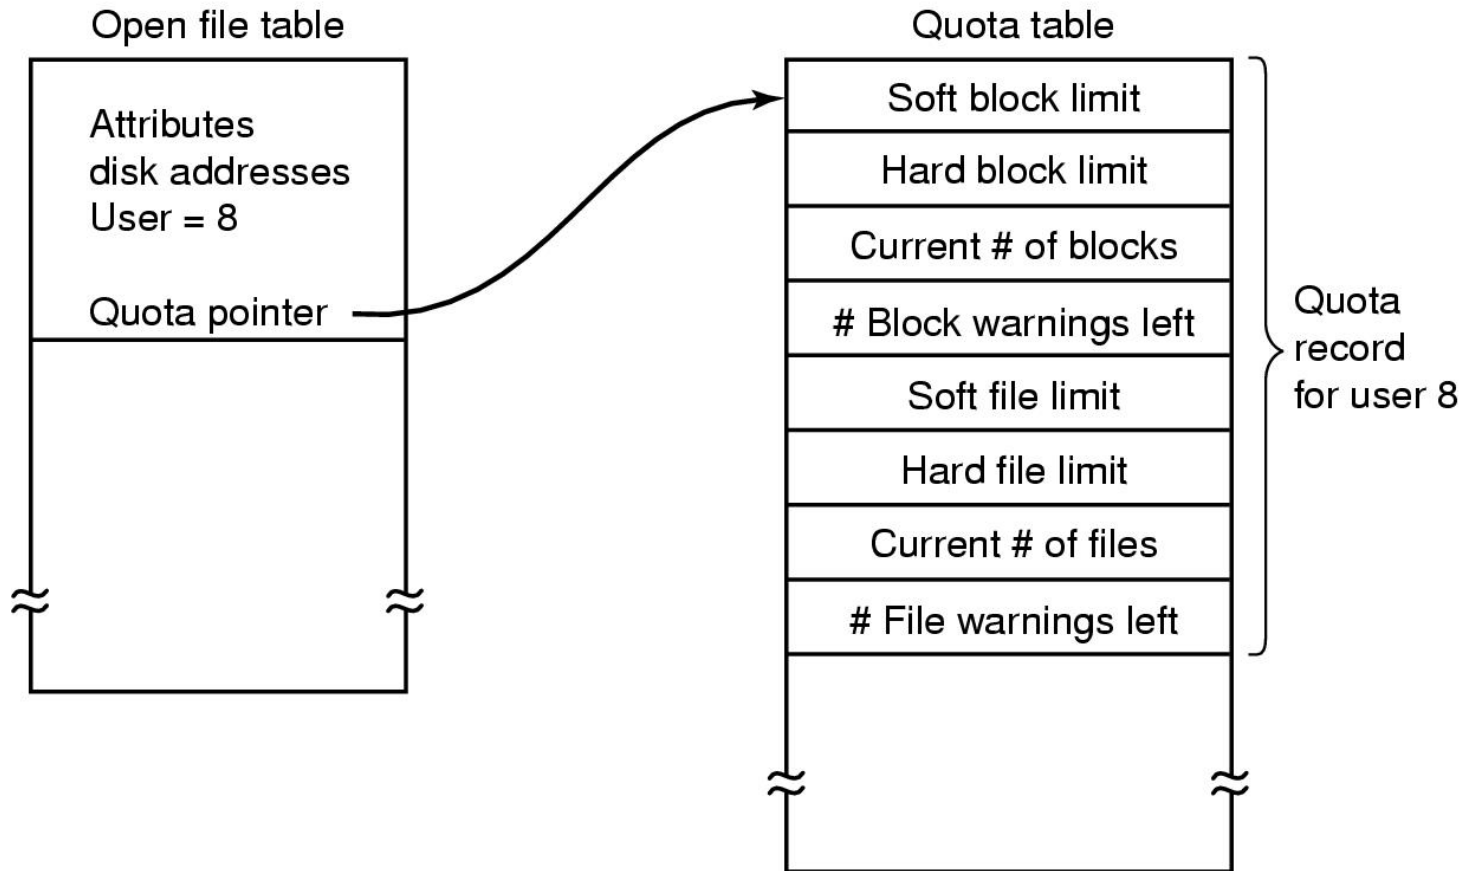 Open file table
Attributes
disk addresses
User = 8
Quota pointer
Quota table
Soft block limit
Hard block limit
Current # of blocks
# Block warnings left
Soft file limit
Hard file limit
Current # of files
# File warnings left
Quota
record
for user 8